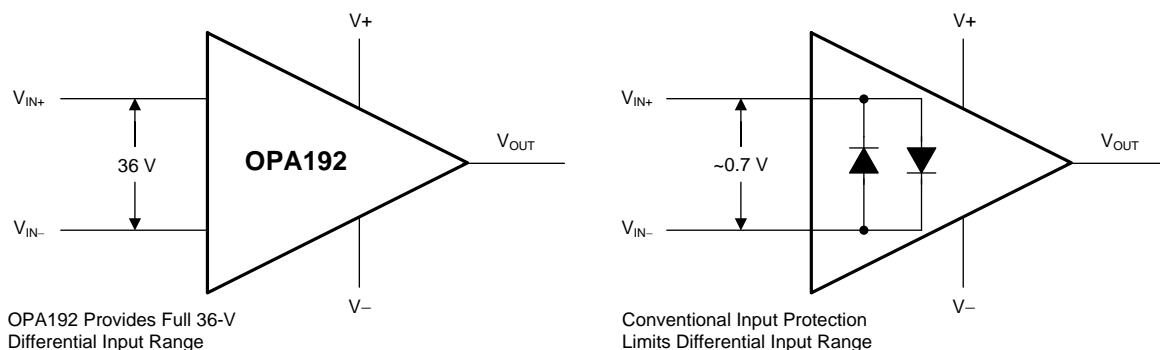 V+
V+
VIN+
VIN+
VOUT
VOUT
36 V
OPA192
~0.7 V
VIN−
VIN−
V−
V−
OPA192 Provides Full 36-V
Differential Input Range
Conventional Input Protection
Limits Differential Input Range